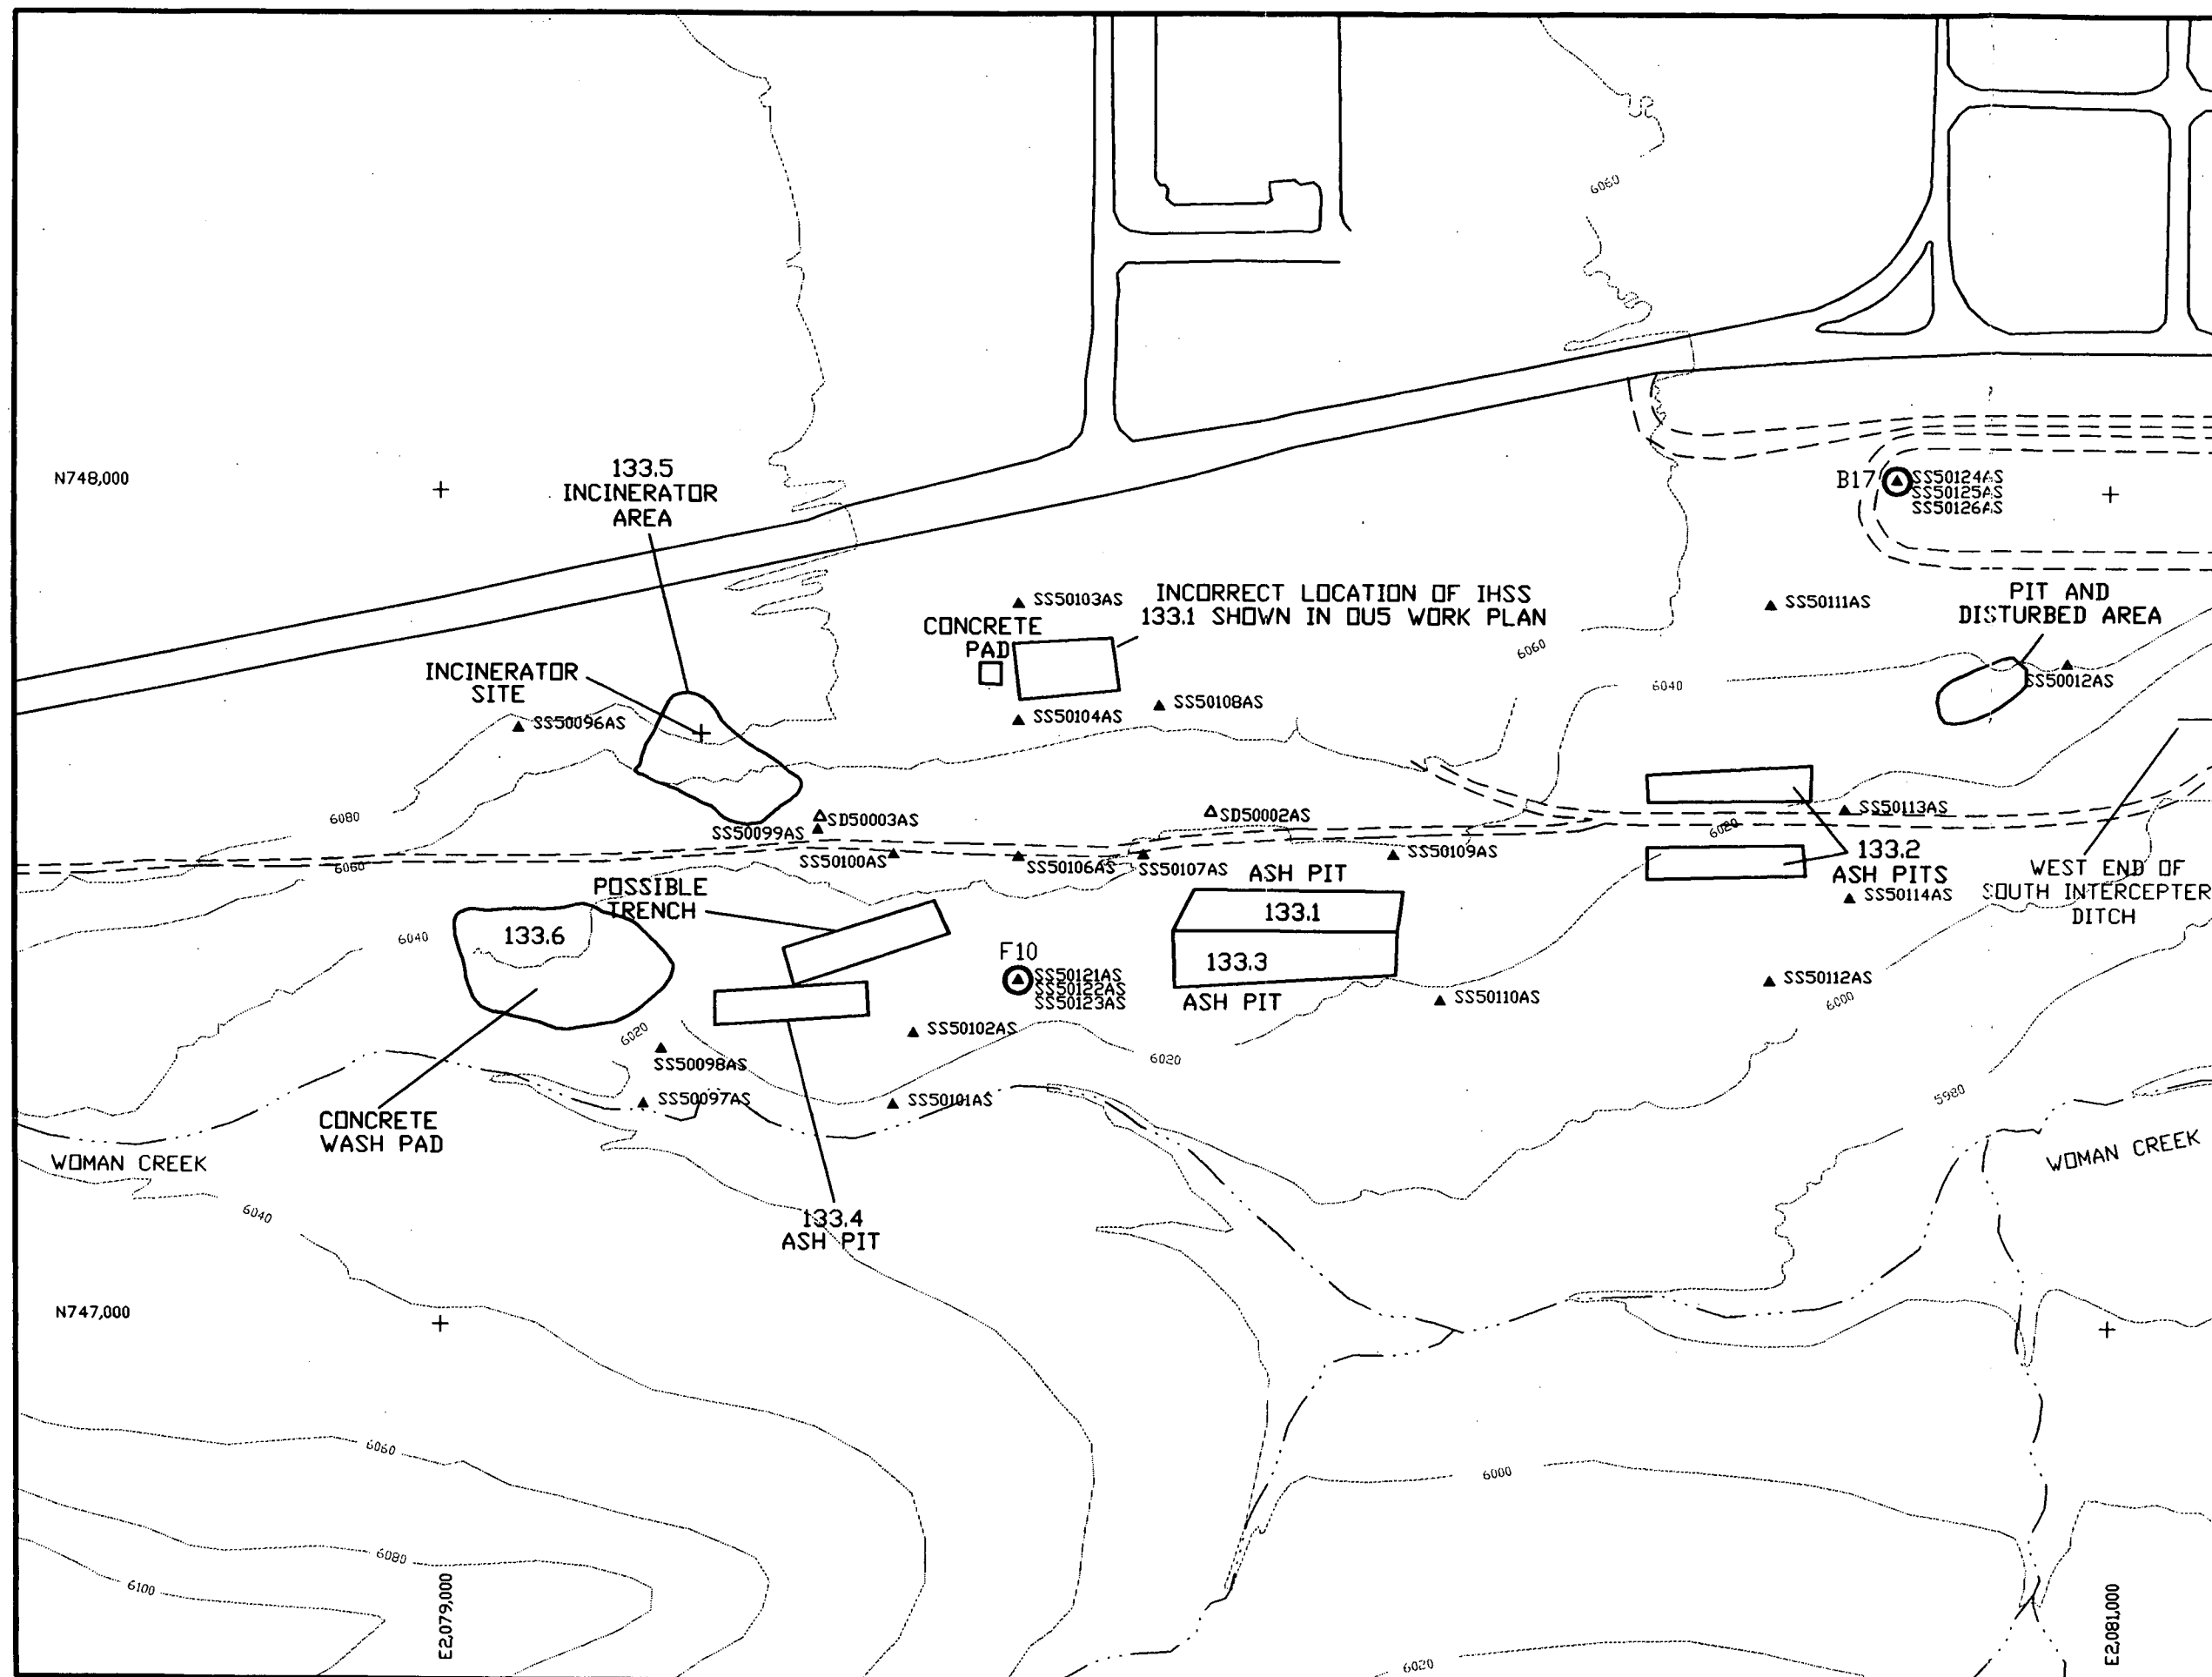 6060
N748,000
133.5
INCINERATOR
AREA
B17
SS50124AS
SS50125AS
SS50126AS
SS50103AS
INCORRECT LOCATION OF IHSS
133.1 SHOWN IN OU5 WORK PLAN
SS50111AS
PIT AND
DISTURBED AREA
CONCRETE
PAD
6060
INCINERATOR
SITE
6040
SS50012AS
SS50096AS
SS50104AS
SS50108AS
6080
SD50003AS
SS50099AS
SD50002AS
SS50113AS
6020
6060
SS50100AS
SS50106AS
SS50107AS
SS50109AS
133.2
ASH PITS
WEST END OF
SOUTH INTERCEPTER
DITCH
ASH PIT
SS50114AS
POSSIBLE
TRENCH
133.1
6040
133.6
133.3
F10
SS50121AS
SS50122AS
SS50123AS
ASH PIT
SS50110AS
SS50112AS
6000
6020
SS50102AS
6020
SS50098AS
SS50097AS
SS50101AS
5980
CONCRETE
WASH PAD
WOMAN CREEK
WOMAN CREEK
6040
133.4
ASH PIT
N747,000
6060
6000
6080
6100
E2,079,000
E2,081,000
6020